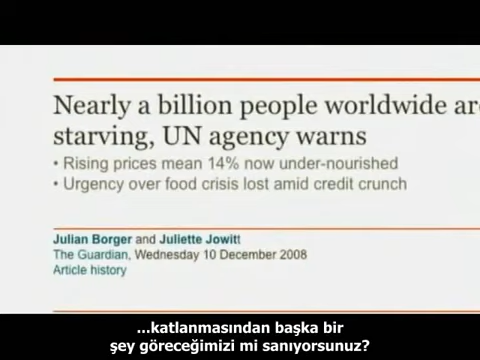 Nearly a billion people worldwide are
starving, UN agency warns
• Rising prices mean 14% now under-nourished
• Urgency over food crisis lost amid credit crunch
Julian Borger and Juliette Jowitt
The Guardian, Wednesday 10 December 2008
Article history
...katlanmasından başka bir
şey göreceğimizi mi sanıyorsunuz?